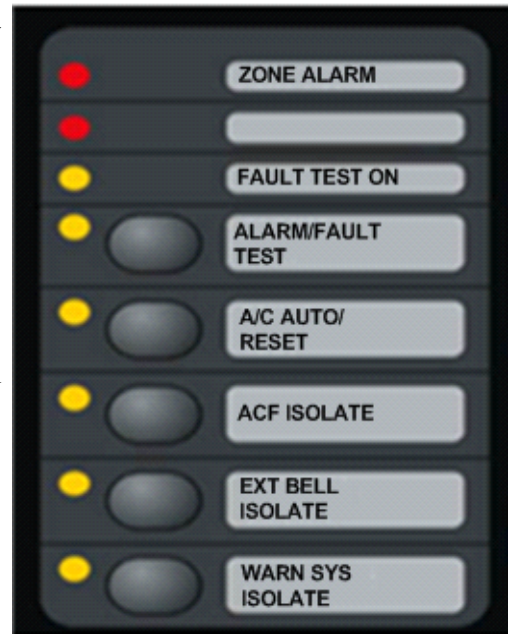 ZONE ALARM
FAULT TEST ON
ALARM/FAULT
TEST
A/C AUTO/
RESET
ACF ISOLATE
EXT BELL
ISOLATE
WARN SYS
ISOLATE